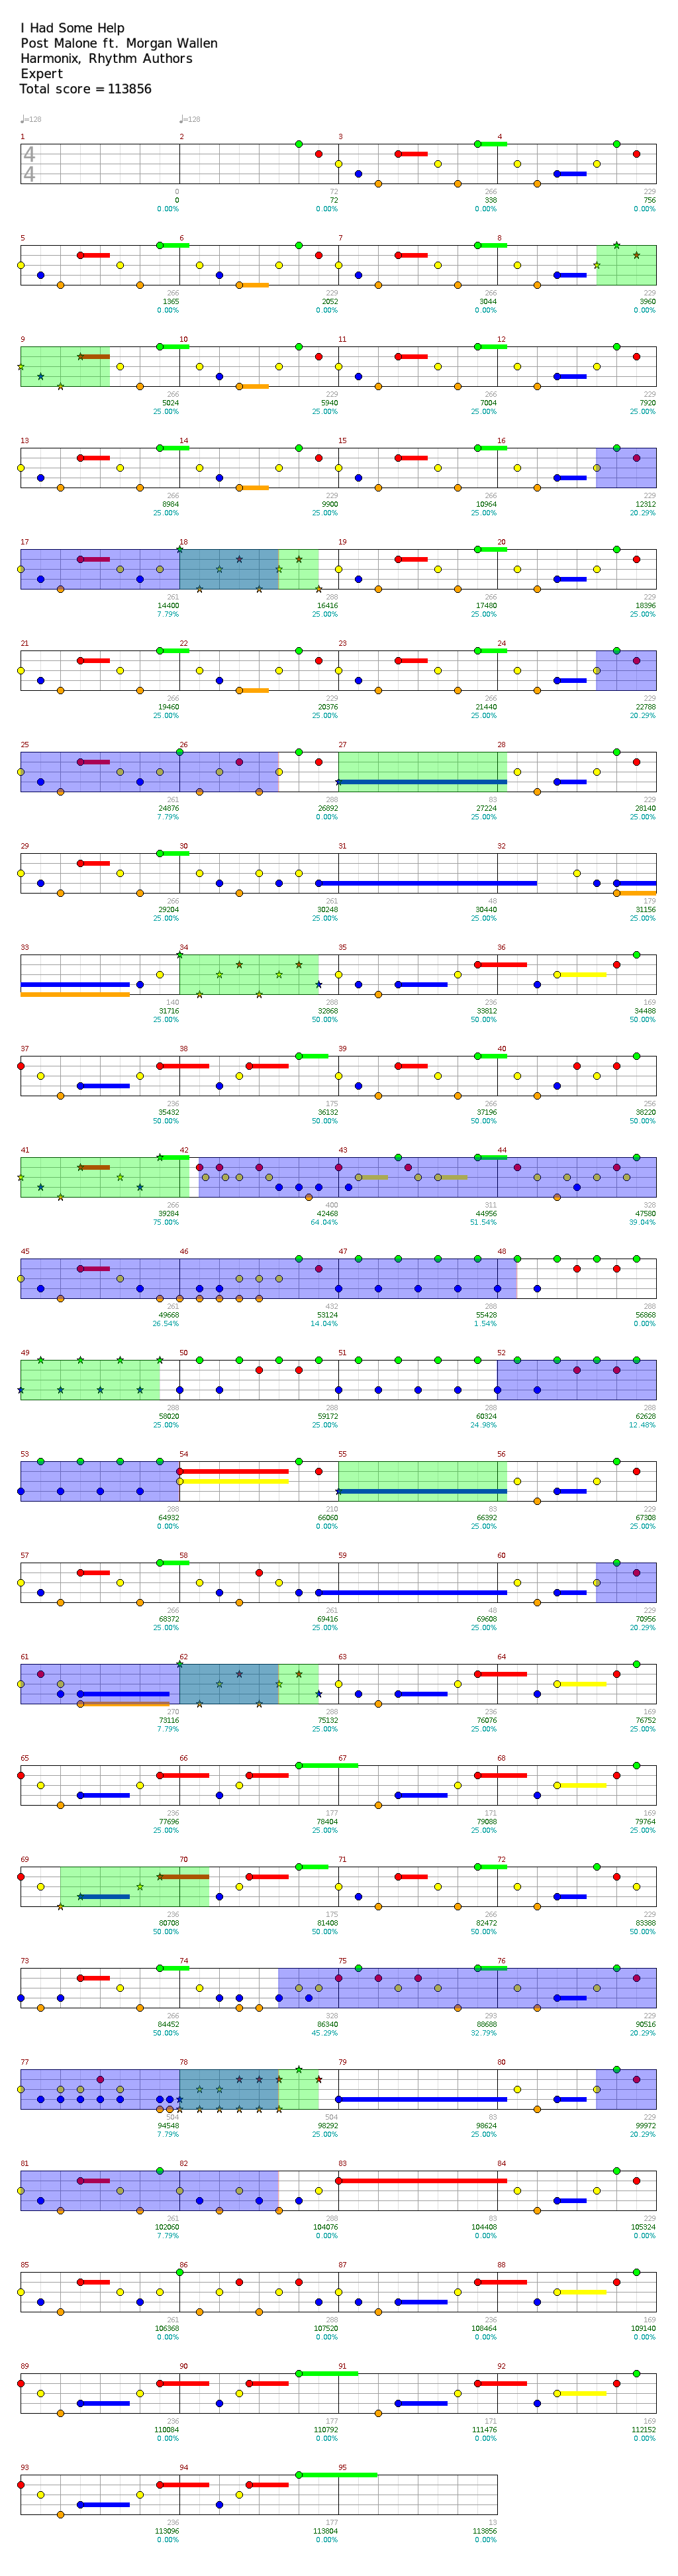 I Had Some Help
Post Malone ft. Morgan Wallen
Harmonix, Rhythm Authors
Expert
Total score = 113856
♩=128 ♩=128
1 2 3 4
4
4
0 72 266 229
0 72 338 756
0.00% 0.00% 0.00% 0.00%
5 6 7 8
266 229 266 229
1365 2052 3044 3960
0.00% 0.00% 0.00% 0.00%
9 10 11 12
266 229 266 229
5024 5940 7004 7920
25.00% 25.00% 25.00% 25.00%
13 14 15 16
266 229 266 229
8984 9900 10964 12312
25.00% 25.00% 25.00% 20.29%
17 18 19 20
261 288 266 229
14400 16416 17480 18396
7.79% 25.00% 25.00% 25.00%
21 22 23 24
266 229 266 229
19460 20376 21440 22788
25.00% 25.00% 25.00% 20.29%
25 26 27 28
261 288 83 229
24876 26892 27224 28140
7.79% 0.00% 25.00% 25.00%
29 30 31 32
266 261 48 179
29204 30248 30440 31156
25.00% 25.00% 25.00% 25.00%
33 34 35 36
140 288 236 169
31716 32868 33812 34488
25.00% 50.00% 50.00% 50.00%
37 38 39 40
236 175 266 256
35432 36132 37196 38220
50.00% 50.00% 50.00% 50.00%
41 42 43 44
266 400 311 328
39284 42468 44956 47580
75.00% 64.04% 51.54% 39.04%
45 46 47 48
261 432 288 288
49668 53124 55428 56868
26.54% 14.04% 1.54% 0.00%
49 50 51 52
288 288 288 288
58020 59172 60324 62628
25.00% 25.00% 24.98% 12.48%
53 54 55 56
288 210 83 229
64932 66060 66392 67308
0.00% 0.00% 25.00% 25.00%
57 58 59 60
266 261 48 229
68372 69416 69608 70956
25.00% 25.00% 25.00% 20.29%
61 62 63 64
270 288 236 169
73116 75132 76076 76752
7.79% 25.00% 25.00% 25.00%
65 66 67 68
236 177 171 169
77696 78404 79088 79764
25.00% 25.00% 25.00% 25.00%
69 70 71 72
236 175 266 229
80708 81408 82472 83388
50.00% 50.00% 50.00% 50.00%
73 74 75 76
266 328 293 229
84452 86340 88688 90516
50.00% 45.29% 32.79% 20.29%
77 78 79 80
504 504 83 229
94548 98292 98624 99972
7.79% 25.00% 25.00% 20.29%
81 82 83 84
261 288 83 229
102060 104076 104408 105324
7.79% 0.00% 0.00% 0.00%
85 86 87 88
261 288 236 169
106368 107520 108464 109140
0.00% 0.00% 0.00% 0.00%
89 90 91 92
236 177 171 169
110084 110792 111476 112152
0.00% 0.00% 0.00% 0.00%
93 94 95
236 177 13
113096 113804 113856
0.00% 0.00% 0.00%